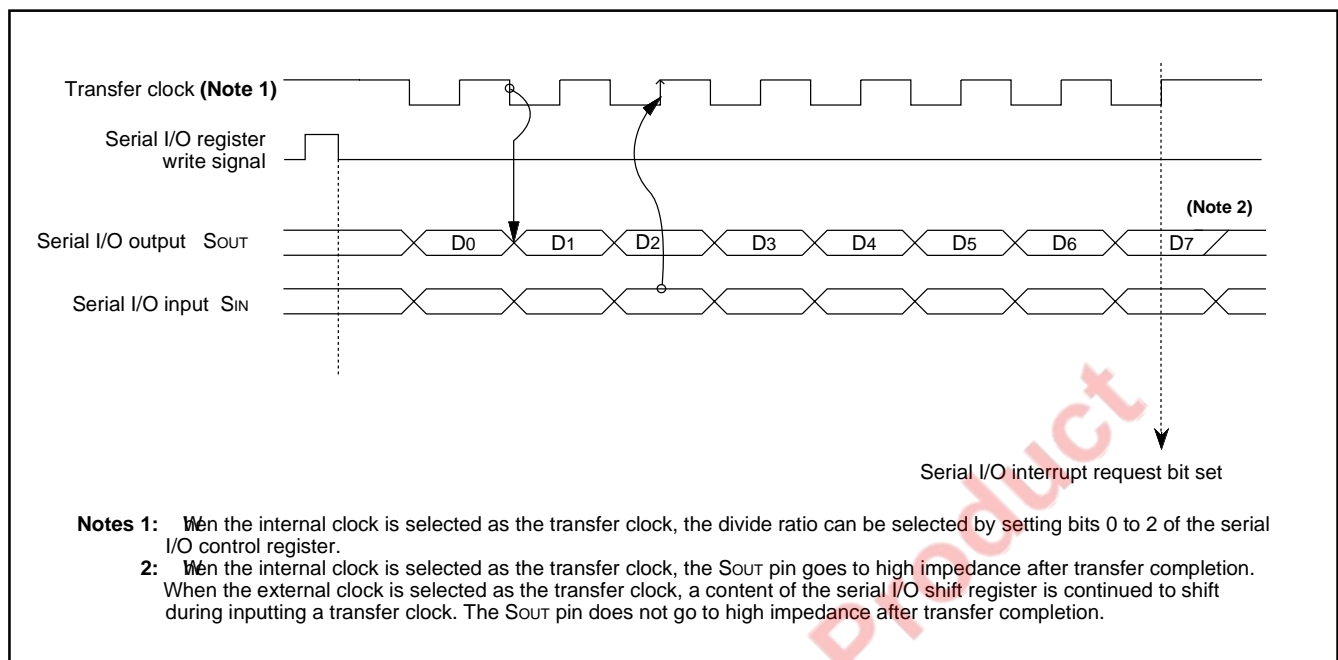 Transfer clock (Note 1)
Serial I/O register
write signal
(Note 2)
Serial I/O output SOUT
D0 D1 D2 D3 D4 D5 D6 D7
Serial I/O input SIN
Serial I/O interrupt request bit set
Notes 1: When the internal clock is selected as the transfer clock, the divide ratio can be selected by setting bits 0 to 2 of the serial
I/O control register.
2: When the internal clock is selected as the transfer clock, the SOUT pin goes to high impedance after transfer completion.
When the external clock is selected as the transfer clock, a content of the serial I/O shift register is continued to shift
during inputting a transfer clock. The SOUT pin does not go to high impedance after transfer completion.
Product